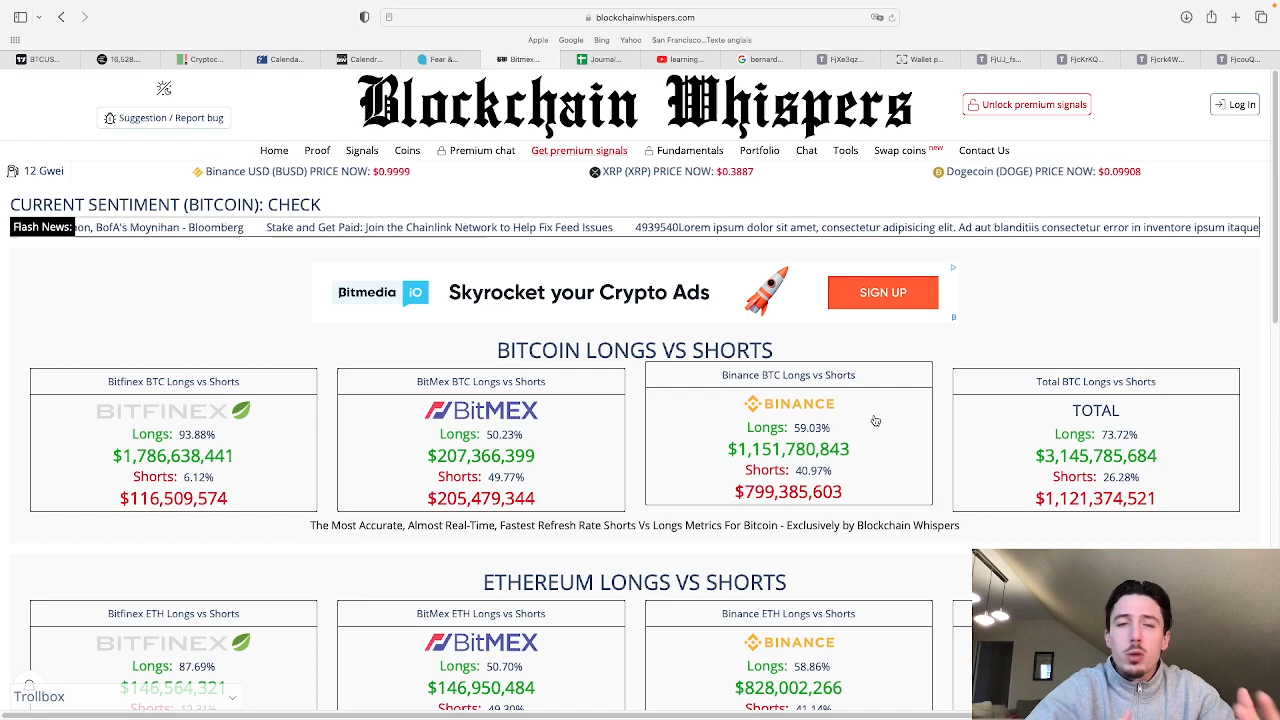 blockchainwhispers.com
Apple Google Bing Yahoo San Francisco...Texte anglais
BTCUS... 16,528... Cryptoc... Calenda... Calendr... Fear &... Bitmex... Journal... learning... bernard... FjXe3qz... Wallet p... FjUJ_fs... FjcKrKQ... Fjcrk4W... FjcouQ...
Blockchain Whispers
Suggestion / Report bug
Unlock premium signals
Log In
Home Proof Signals Coins Premium chat Get premium signals Fundamentals Portfolio Chat Tools Swap coins new Contact Us
12 Gwei Binance USD (BUSD) PRICE NOW: $0.9999 XRP (XRP) PRICE NOW: $0.3887 Dogecoin (DOGE) PRICE NOW: $0.09908
CURRENT SENTIMENT (BITCOIN): CHECK
Flash News: on, BofA's Moynihan - Bloomberg Stake and Get Paid: Join the Chainlink Network to Help Fix Feed Issues 4939540Lorem ipsum dolor sit amet, consectetur adipisicing elit. Ad aut blanditiis consectetur error in inventore ipsum itaque
Bitmedia iO Skyrocket your Crypto Ads SIGN UP
BITCOIN LONGS VS SHORTS
Bitfinex BTC Longs vs Shorts
BITFINEX
Longs: 93.88%
$1,786,638,441
Shorts: 6.12%
$116,509,574
BitMex BTC Longs vs Shorts
BitMEX
Longs: 50.23%
$207,366,399
Shorts: 49.77%
$205,479,344
Binance BTC Longs vs Shorts
BINANCE
Longs: 59.03%
$1,151,780,843
Shorts: 40.97%
$799,385,603
Total BTC Longs vs Shorts
TOTAL
Longs: 73.72%
$3,145,785,684
Shorts: 26.28%
$1,121,374,521
The Most Accurate, Almost Real-Time, Fastest Refresh Rate Shorts Vs Longs Metrics For Bitcoin - Exclusively by Blockchain Whispers
ETHEREUM LONGS VS SHORTS
Bitfinex ETH Longs vs Shorts
BITFINEX
Longs: 87.69%
$146,564,321
Shorts: 12.31%
BitMex ETH Longs vs Shorts
BitMEX
Longs: 50.70%
$146,950,484
Shorts: 49.30%
Binance ETH Longs vs Shorts
BINANCE
Longs: 58.86%
$828,002,266
Shorts: 41.14%
Trollbox